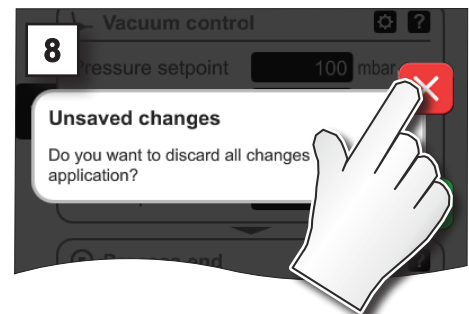 Vacuum control ?
8
Pressure setpoint 100 mbar
Unsaved changes
Do you want to discard all changes
application?